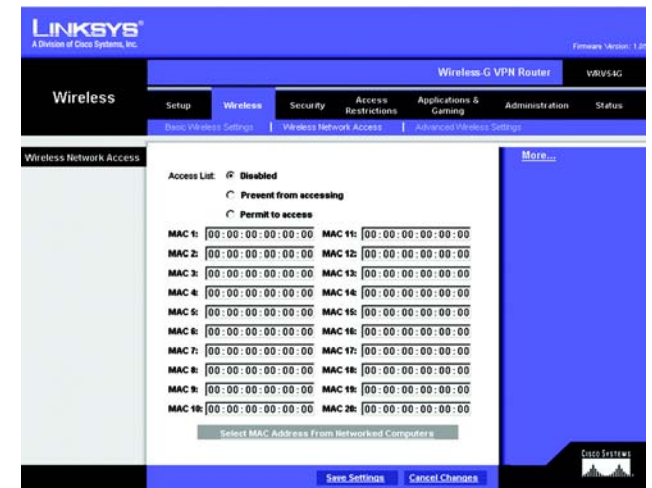 LINKSYS®
A Division of Cisco Systems, Inc.
Firmware Version: 1.05
Wireless-G VPN Router WRV54G
Wireless
Setup Wireless Security Access Restrictions Applications & Gaming Administration Status
Basic Wireless Settings | Wireless Network Access | Advanced Wireless Settings
Wireless Network Access
More...
Access List: Disabled
Prevent from accessing
Permit to access
MAC 1: 00:00:00:00:00:00 MAC 11: 00:00:00:00:00:00
MAC 2: 00:00:00:00:00:00 MAC 12: 00:00:00:00:00:00
MAC 3: 00:00:00:00:00:00 MAC 13: 00:00:00:00:00:00
MAC 4: 00:00:00:00:00:00 MAC 14: 00:00:00:00:00:00
MAC 5: 00:00:00:00:00:00 MAC 15: 00:00:00:00:00:00
MAC 6: 00:00:00:00:00:00 MAC 16: 00:00:00:00:00:00
MAC 7: 00:00:00:00:00:00 MAC 17: 00:00:00:00:00:00
MAC 8: 00:00:00:00:00:00 MAC 18: 00:00:00:00:00:00
MAC 9: 00:00:00:00:00:00 MAC 19: 00:00:00:00:00:00
MAC 10: 00:00:00:00:00:00 MAC 20: 00:00:00:00:00:00
Select MAC Address From Networked Computers
Save Settings Cancel Changes
CISCO SYSTEMS